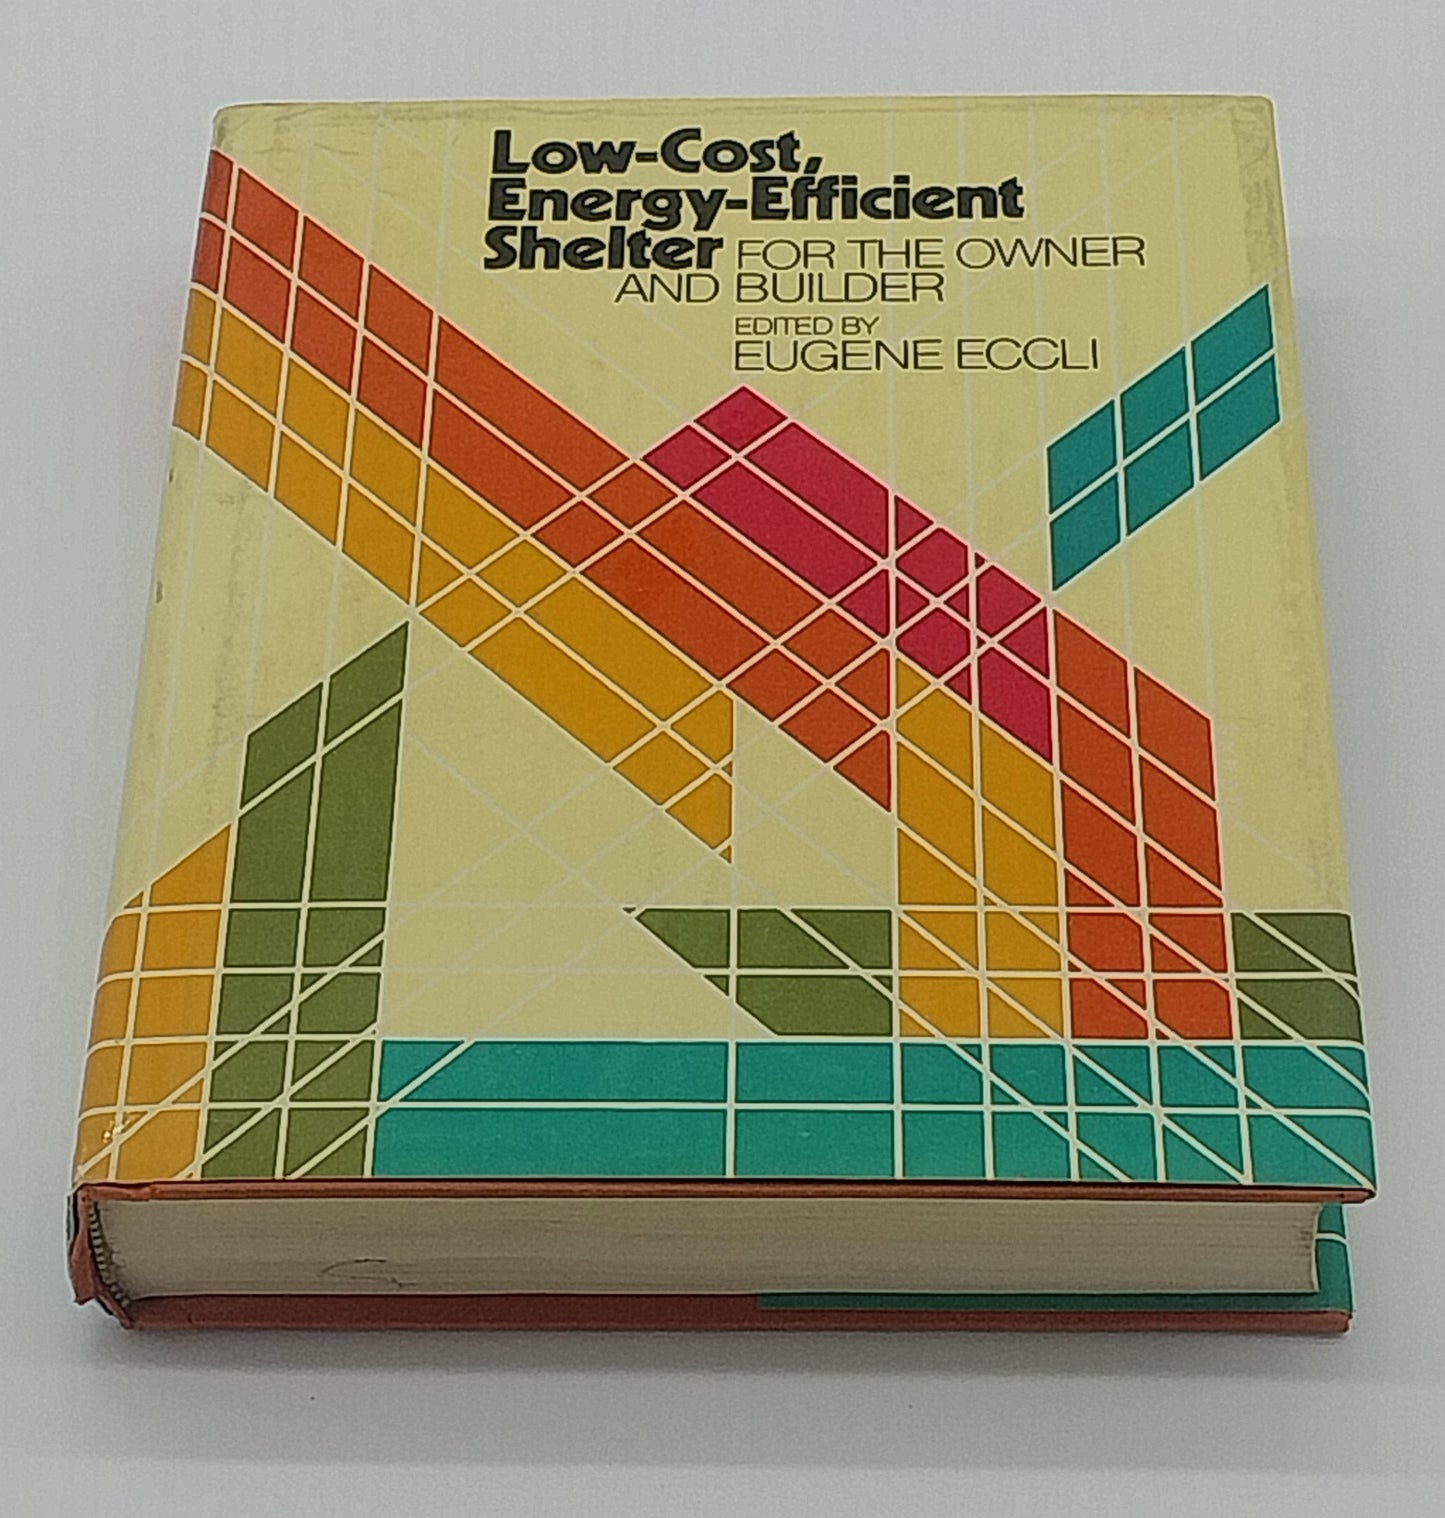 Low-Cost,
Energy-Efficient
Shelter FOR THE OWNER
AND BUILDER
EDITED BY
EUGENE ECCLI